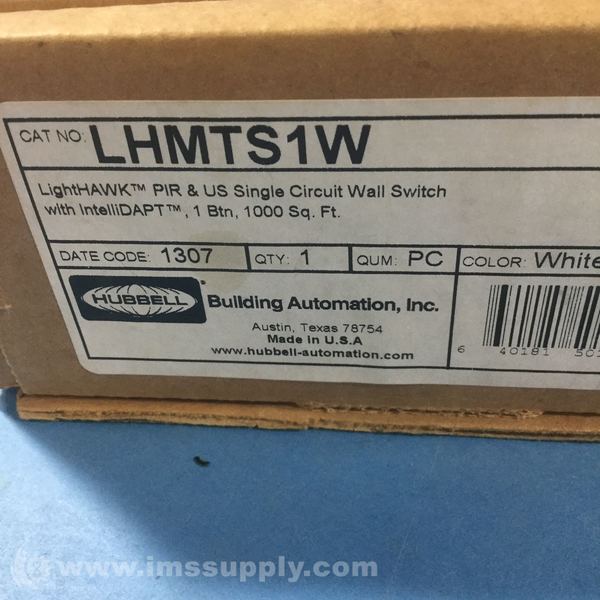 CAT NO: LHMTS1W
LightHAWK™ PIR & US Single Circuit Wall Switch
with IntelliDAPT™, 1 Btn, 1000 Sq. Ft.
DATE CODE: 1307 QTY: 1 QUM: PC COLOR: White
HUBBELL Building Automation, Inc.
Austin, Texas 78754
Made in U.S.A
www.hubbell-automation.com
6 40181 501
www.imssupply.com